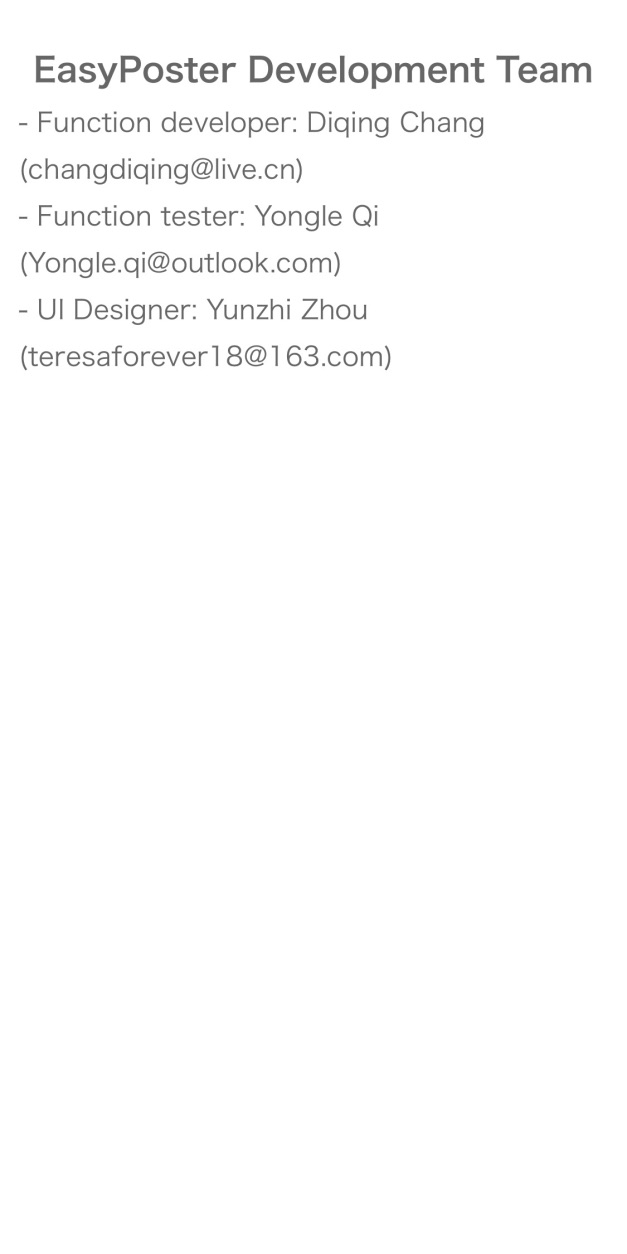 EasyPoster Development Team
- Function developer: Diqing Chang
(changdiqing@live.cn)
- Function tester: Yongle Qi
(Yongle.qi@outlook.com)
- UI Designer: Yunzhi Zhou
(teresaforever18@163.com)